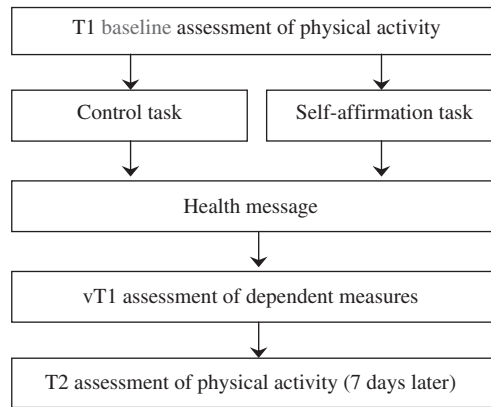 T1 baseline assessment of physical activity
Control task
Self-affirmation task
Health message
vT1 assessment of dependent measures
T2 assessment of physical activity (7 days later)